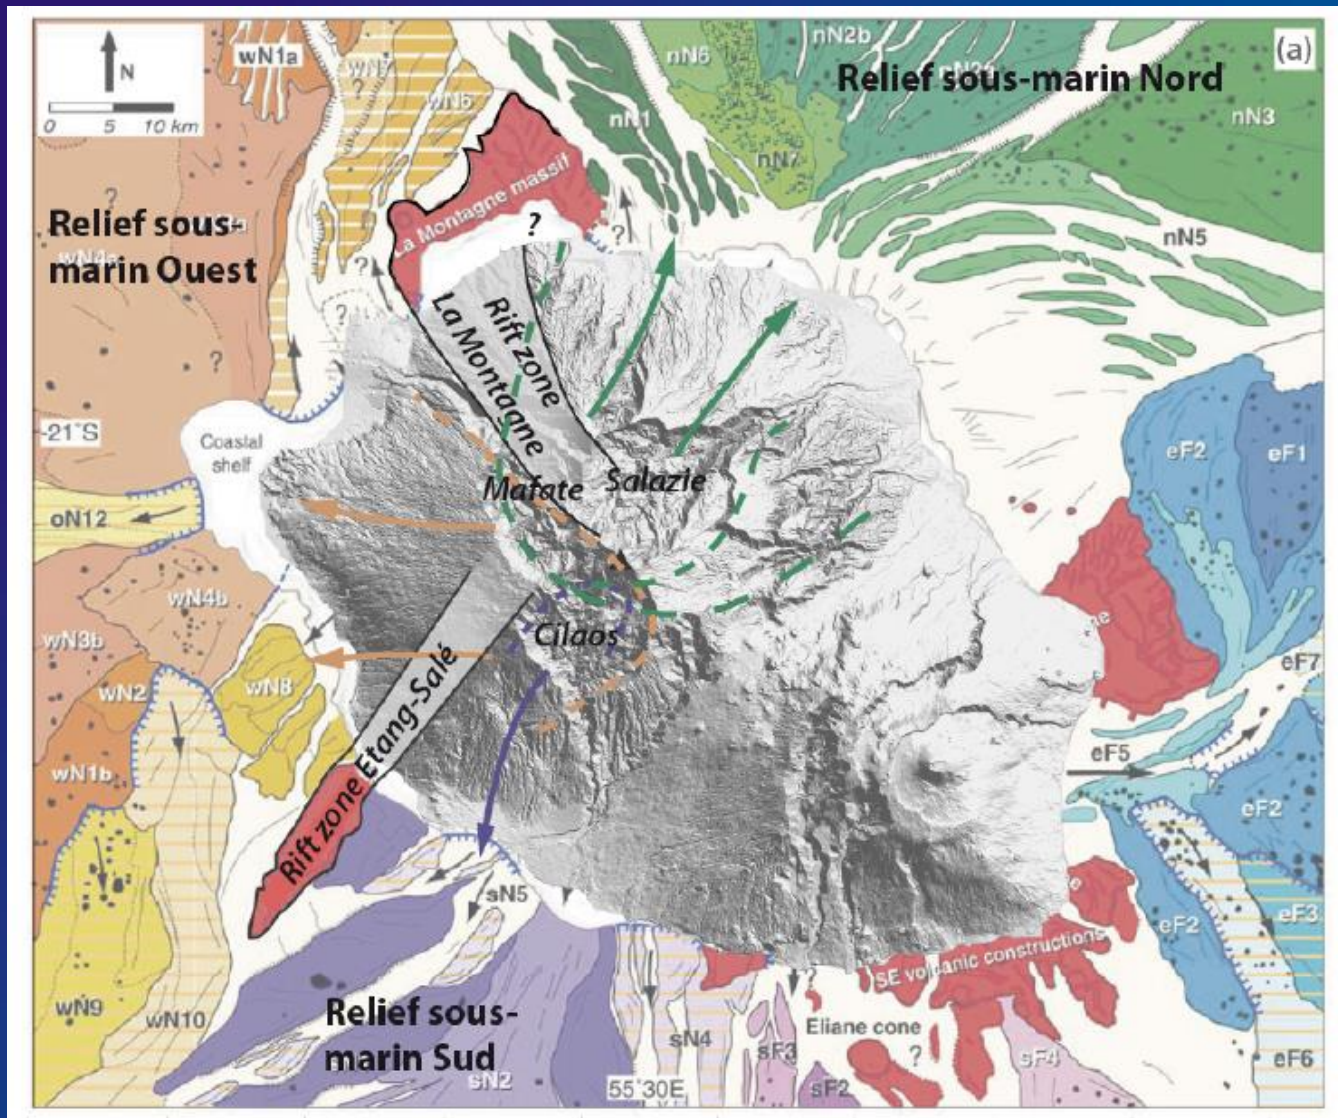 wN1a
nN6
nN2b
(a)
N
Relief sous-marin Nord
wN6
0 5 10 km
nN1
nN3
nN7
La Montagne massif
?
Relief sous-
marin Ouest
?
?
nN5
?
?
?
Rift zone
La Montagne
21°S
Coastal
shelf
eF2
eF1
Mafate
Salazie
oN12
wN4b
wN3b
Cilaos
eF7
wN2
wN8
wN1b
eF5
Rift zone Etang-Salé
eF2
sN5
eF3
eF2
wN9
wN10
SE volcanic constructions
Relief sous-
marin Sud
?
Eliane cone
?
sN4
sF3
sF4
eF6
sN2
55°30E
sF2